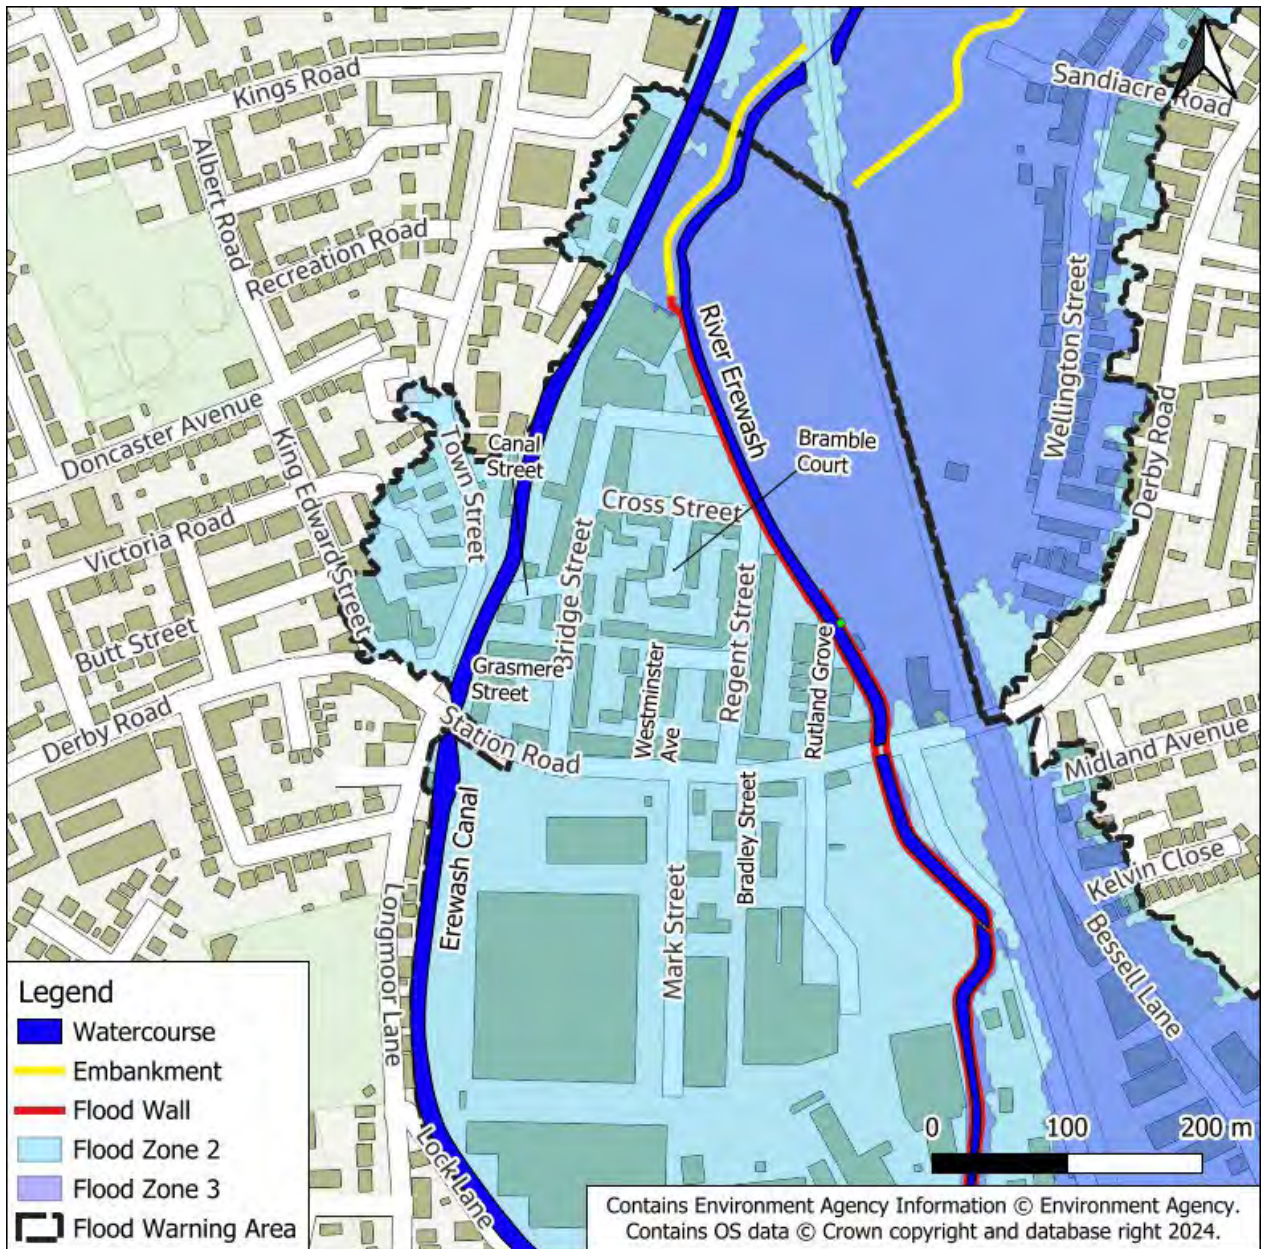 Kings Road
Sandiacre Road
Albert Road
Recreation Road
Wellington Street
River Erewash
Doncaster Avenue
Derby Road
Canal
Street
Town Street
Bramble
Court
King Edward Street
Cross Street
Victoria Road
Bridge Street
Regent Street
Butt Street
Rutland Grove
Grasmere
Street
Westminster
Ave
Derby Road
Station Road
Midland Avenue
Erewash Canal
Bradley Street
Kelvin Close
Mark Street
Longmoor Lane
Bessell Lane
Lock Lane
Legend
Watercourse
Embankment
Flood Wall
Flood Zone 2
Flood Zone 3
Flood Warning Area
0 100 200 m
Contains Environment Agency Information © Environment Agency.
Contains OS data © Crown copyright and database right 2024.